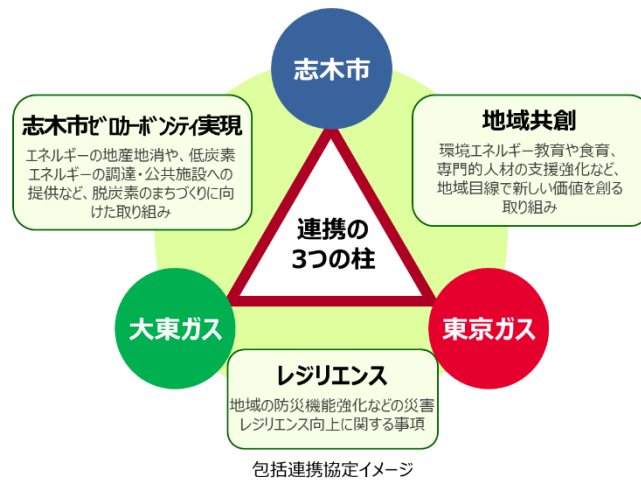 志木市
志木市ゼロカーボンシティ実現
エネルギーの地産地消や、低炭素
エネルギーの調達・公共施設への
提供など、脱炭素のまちづくりに向
けた取り組み
地域共創
環境エネルギー教育や食育、
専門的人材の支援強化など、
地域目線で新しい価値を創る
取り組み
連携の
3つの柱
大東ガス
東京ガス
レジリエンス
地域の防災機能強化などの災害
レジリエンス向上に関する事項
包括連携協定イメージ